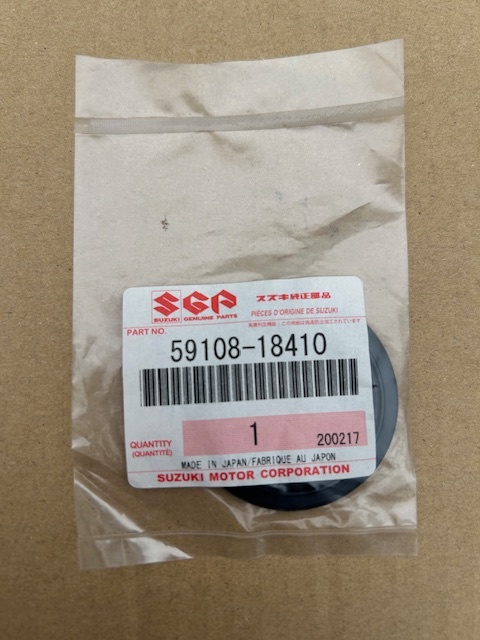 SGP スズキ純正部品
SUZUKI GENUINE PARTS PIÈCES D'ORIGINE DE SUZUKI
PART NO.
59108-18410
QUANTITY
(QUANTITÉ)
1
200217
MADE IN JAPAN/FABRIQUE AU JAPON
SUZUKI MOTOR CORPORATION